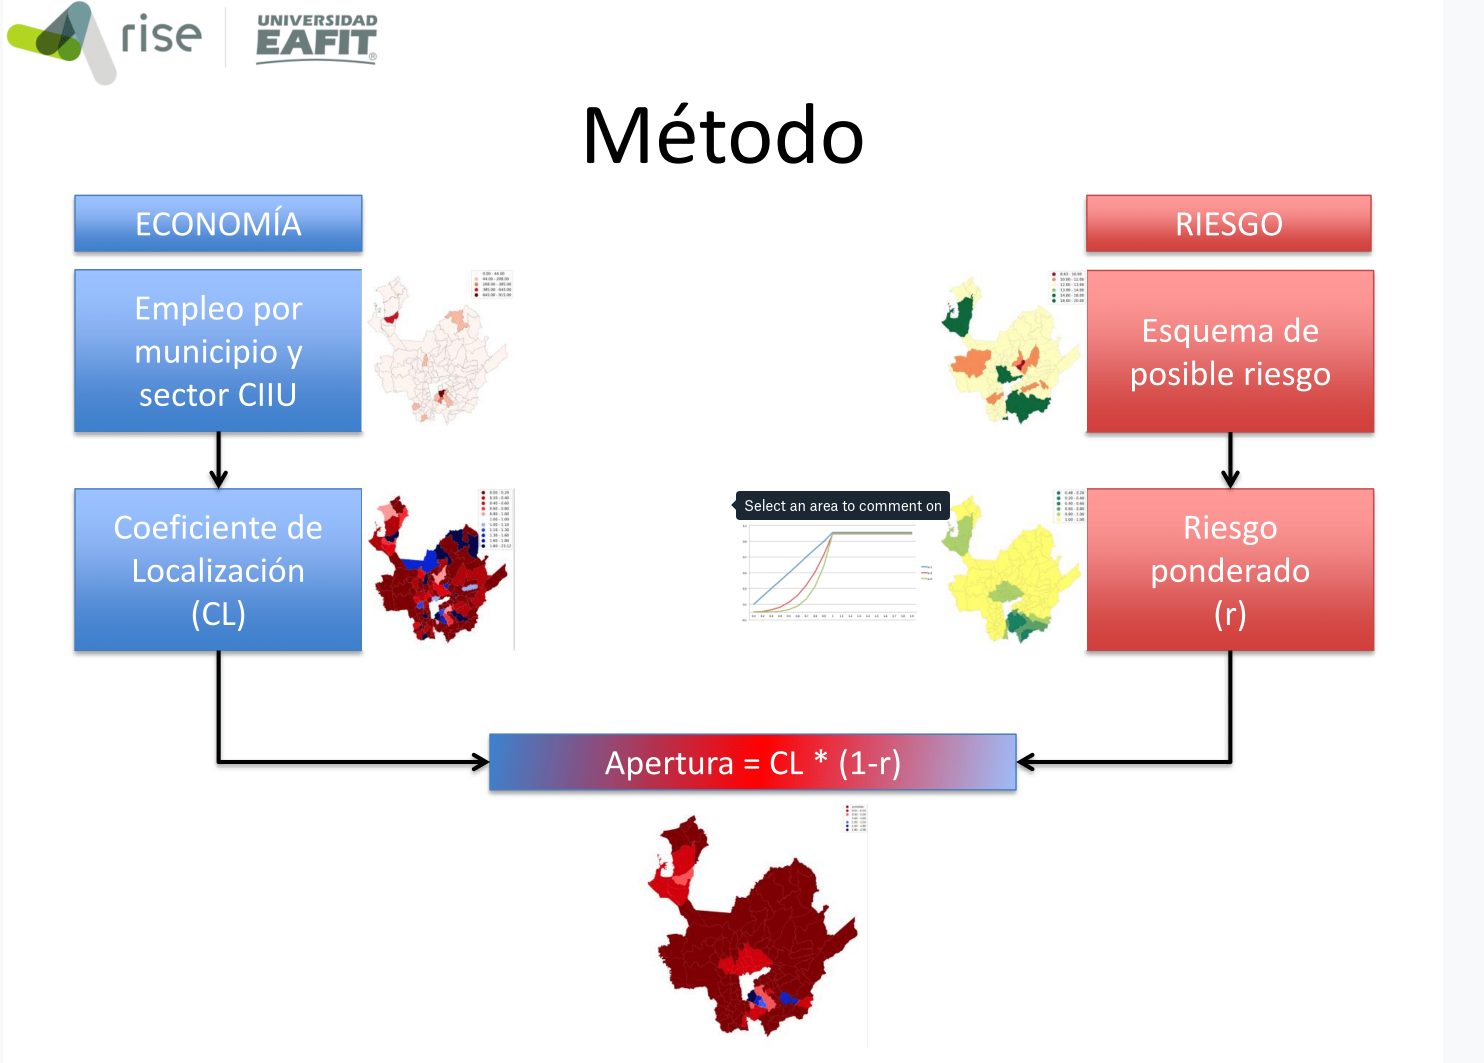 rise
UNIVERSIDAD
EAFIT®
Método
ECONOMÍA
RIESGO
Empleo por
municipio y
sector CIIU
Esquema de
posible riesgo
Coeficiente de
Localización
(CL)
Select an area to comment on
Riesgo
ponderado
(r)
Apertura = CL * (1-r)